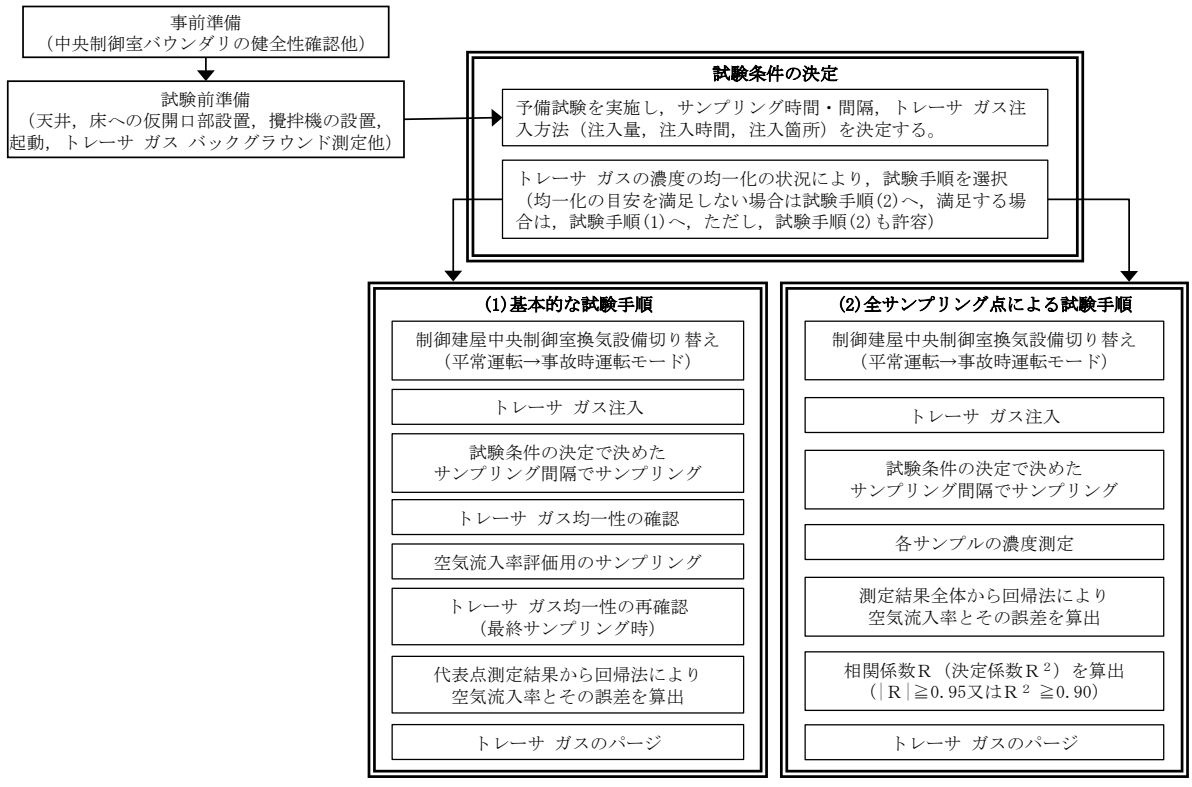 事前準備
（中央制御室バウンダリの健全性確認他）
試験前準備
（天井，床への仮開口部設置，攪拌機の設置，
起動，トレーサ ガス バックグラウンド測定他）
試験条件の決定
予備試験を実施し，サンプリング時間・間隔，トレーサ ガス注
入方法（注入量，注入時間，注入箇所）を決定する。
トレーサ ガスの濃度の均一化の状況により，試験手順を選択
（均一化の目安を満足しない場合は試験手順(2)へ，満足する場
合は，試験手順(1)へ，ただし，試験手順(2)も許容）
(1)基本的な試験手順
制御建屋中央制御室換気設備切り替え
（平常運転→事故時運転モード）
トレーサ ガス注入
試験条件の決定で決めた
サンプリング間隔でサンプリング
トレーサ ガス均一性の確認
空気流入率評価用のサンプリング
トレーサ ガス均一性の再確認
（最終サンプリング時）
代表点測定結果から回帰法により
空気流入率とその誤差を算出
トレーサ ガスのパージ
(2)全サンプリング点による試験手順
制御建屋中央制御室換気設備切り替え
（平常運転→事故時運転モード）
トレーサ ガス注入
試験条件の決定で決めた
サンプリング間隔でサンプリング
各サンプルの濃度測定
測定結果全体から回帰法により
空気流入率とその誤差を算出
相関係数Ｒ（決定係数Ｒ²）を算出
（|Ｒ|≧0.95又はＲ² ≧0.90）
トレーサ ガスのパージ